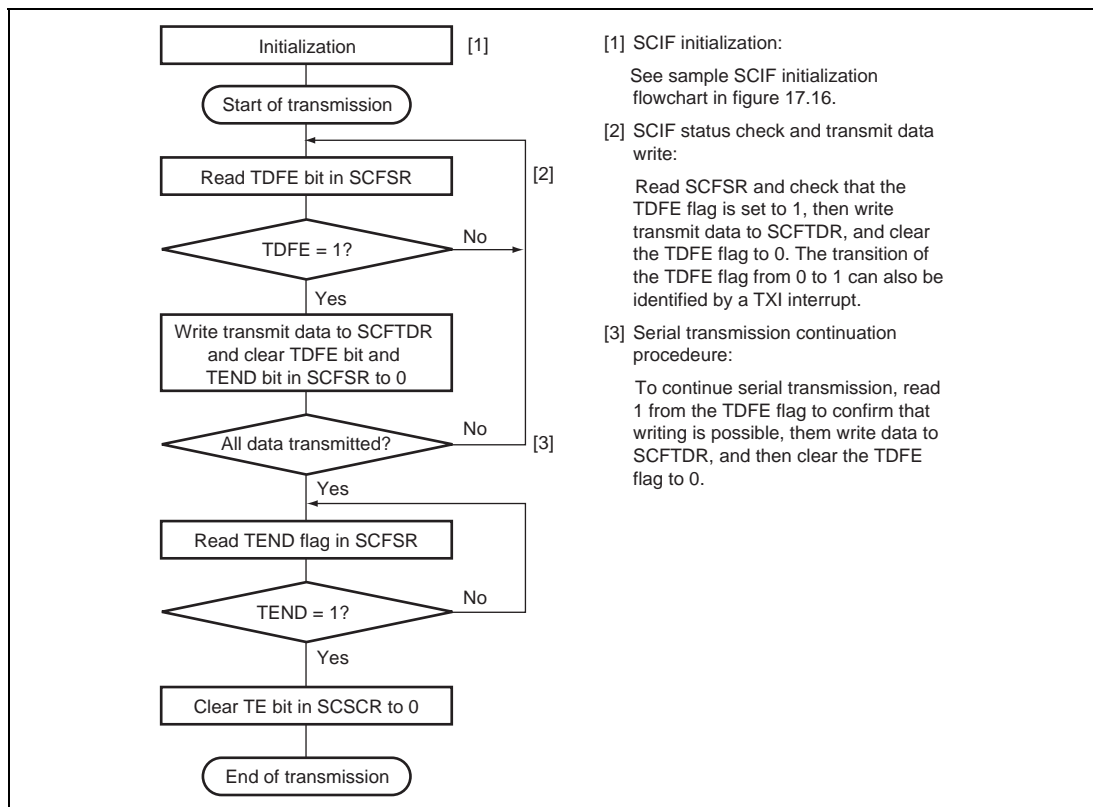 Initialization
[1]
Start of transmission
Read TDFE bit in SCFSR
[2]
TDFE = 1?
No
Yes
Write transmit data to SCFTDR
and clear TDFE bit and
TEND bit in SCFSR to 0
All data transmitted?
No
[3]
Yes
Read TEND flag in SCFSR
TEND = 1?
No
Yes
Clear TE bit in SCSCR to 0
End of transmission
[1] SCIF initialization:
See sample SCIF initialization
flowchart in figure 17.16.
[2] SCIF status check and transmit data
write:
Read SCFSR and check that the
TDFE flag is set to 1, then write
transmit data to SCFTDR, and clear
the TDFE flag to 0. The transition of
the TDFE flag from 0 to 1 can also be
identified by a TXI interrupt.
[3] Serial transmission continuation
procedeure:
To continue serial transmission, read
1 from the TDFE flag to confirm that
writing is possible, them write data to
SCFTDR, and then clear the TDFE
flag to 0.